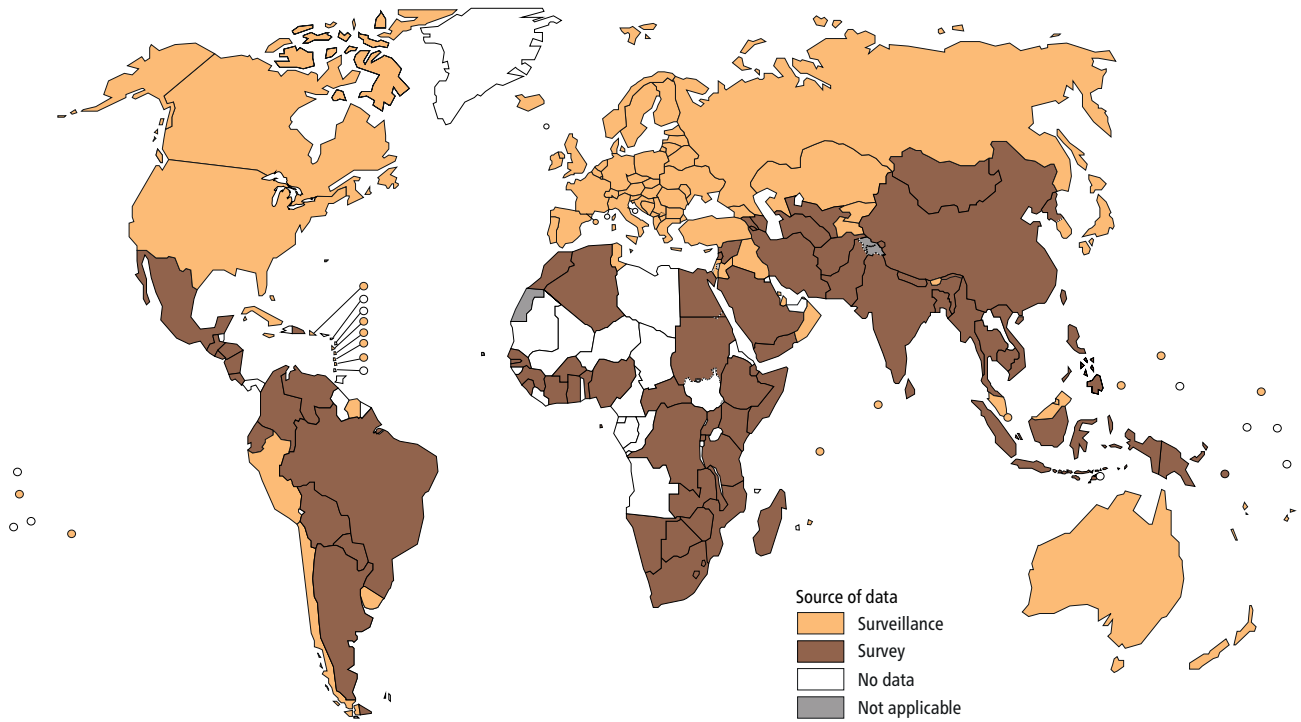 Source of data
Surveillance
Survey
No data
Not applicable